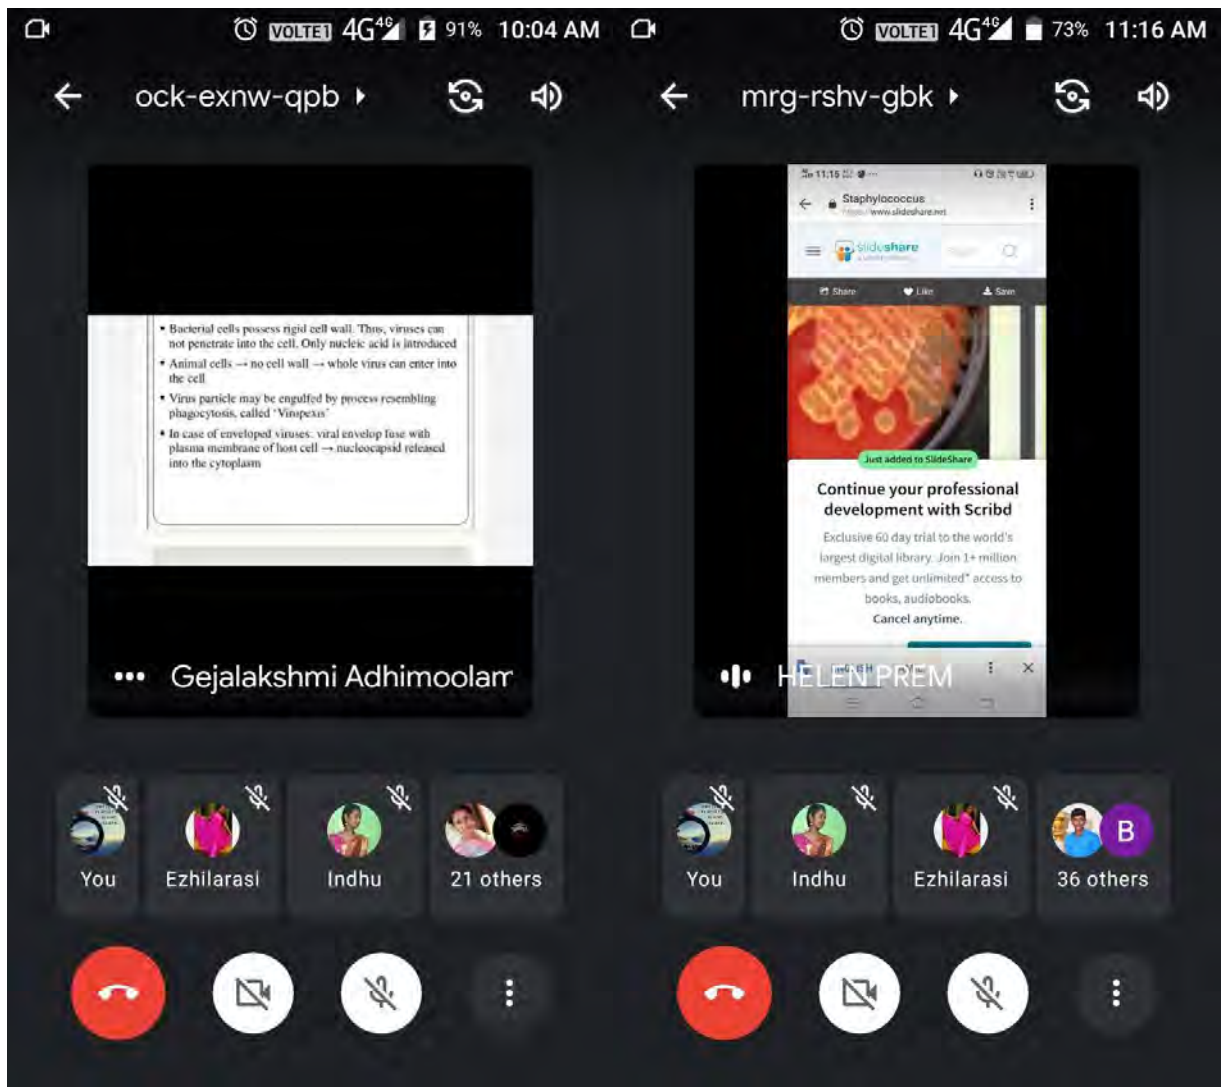 VOLTE1 4G 4G 91% 10:04 AM
ock-exnw-qpb
• Bacterial cells possess rigid cell wall. Thus, viruses can
not penetrate into the cell. Only nucleic acid is introduced
• Animal cells → no cell wall → whole virus can enter into
the cell
• Virus particle may be engulfed by process resembling
phagocytosis, called 'Viropexis'
• In case of enveloped viruses: viral envelop fuse with
plasma membrane of host cell → nucleocapsid released
into the cytoplasm
Gejalakshmi Adhimoolam
You
Ezhilarasi
Indhu
21 others
VOLTE1 4G 4G 73% 11:16 AM
mrg-rshv-gbk
11:15
Staphylococcus
www.slideshare.net
slideshare
Share
Like
Save
Just added to SlideShare
Continue your professional
development with Scribd
Exclusive 60 day trial to the world's
largest digital library. Join 1+ million
members and get unlimited* access to
books, audiobooks.
Cancel anytime.
HELEN PREM
You
Indhu
Ezhilarasi
B
36 others